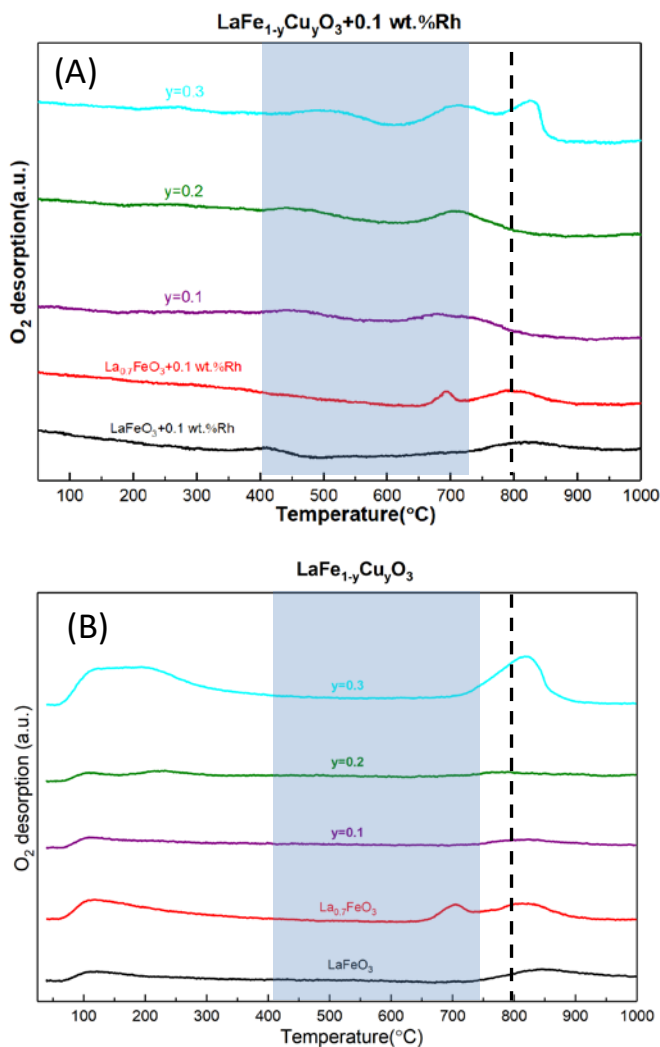 LaFe1-yCuyO3+0.1 wt.%Rh
(A)
y=0.3
y=0.2
y=0.1
La0.7FeO3+0.1 wt.%Rh
LaFeO3+0.1 wt.%Rh
O2 desorption(a.u.)
100 200 300 400 500 600 700 800 900 1000
Temperature(°C)
LaFe1-yCuyO3
(B)
y=0.3
y=0.2
y=0.1
La0.7FeO3
LaFeO3
O2 desorption (a.u.)
100 200 300 400 500 600 700 800 900 1000
Temperature(°C)